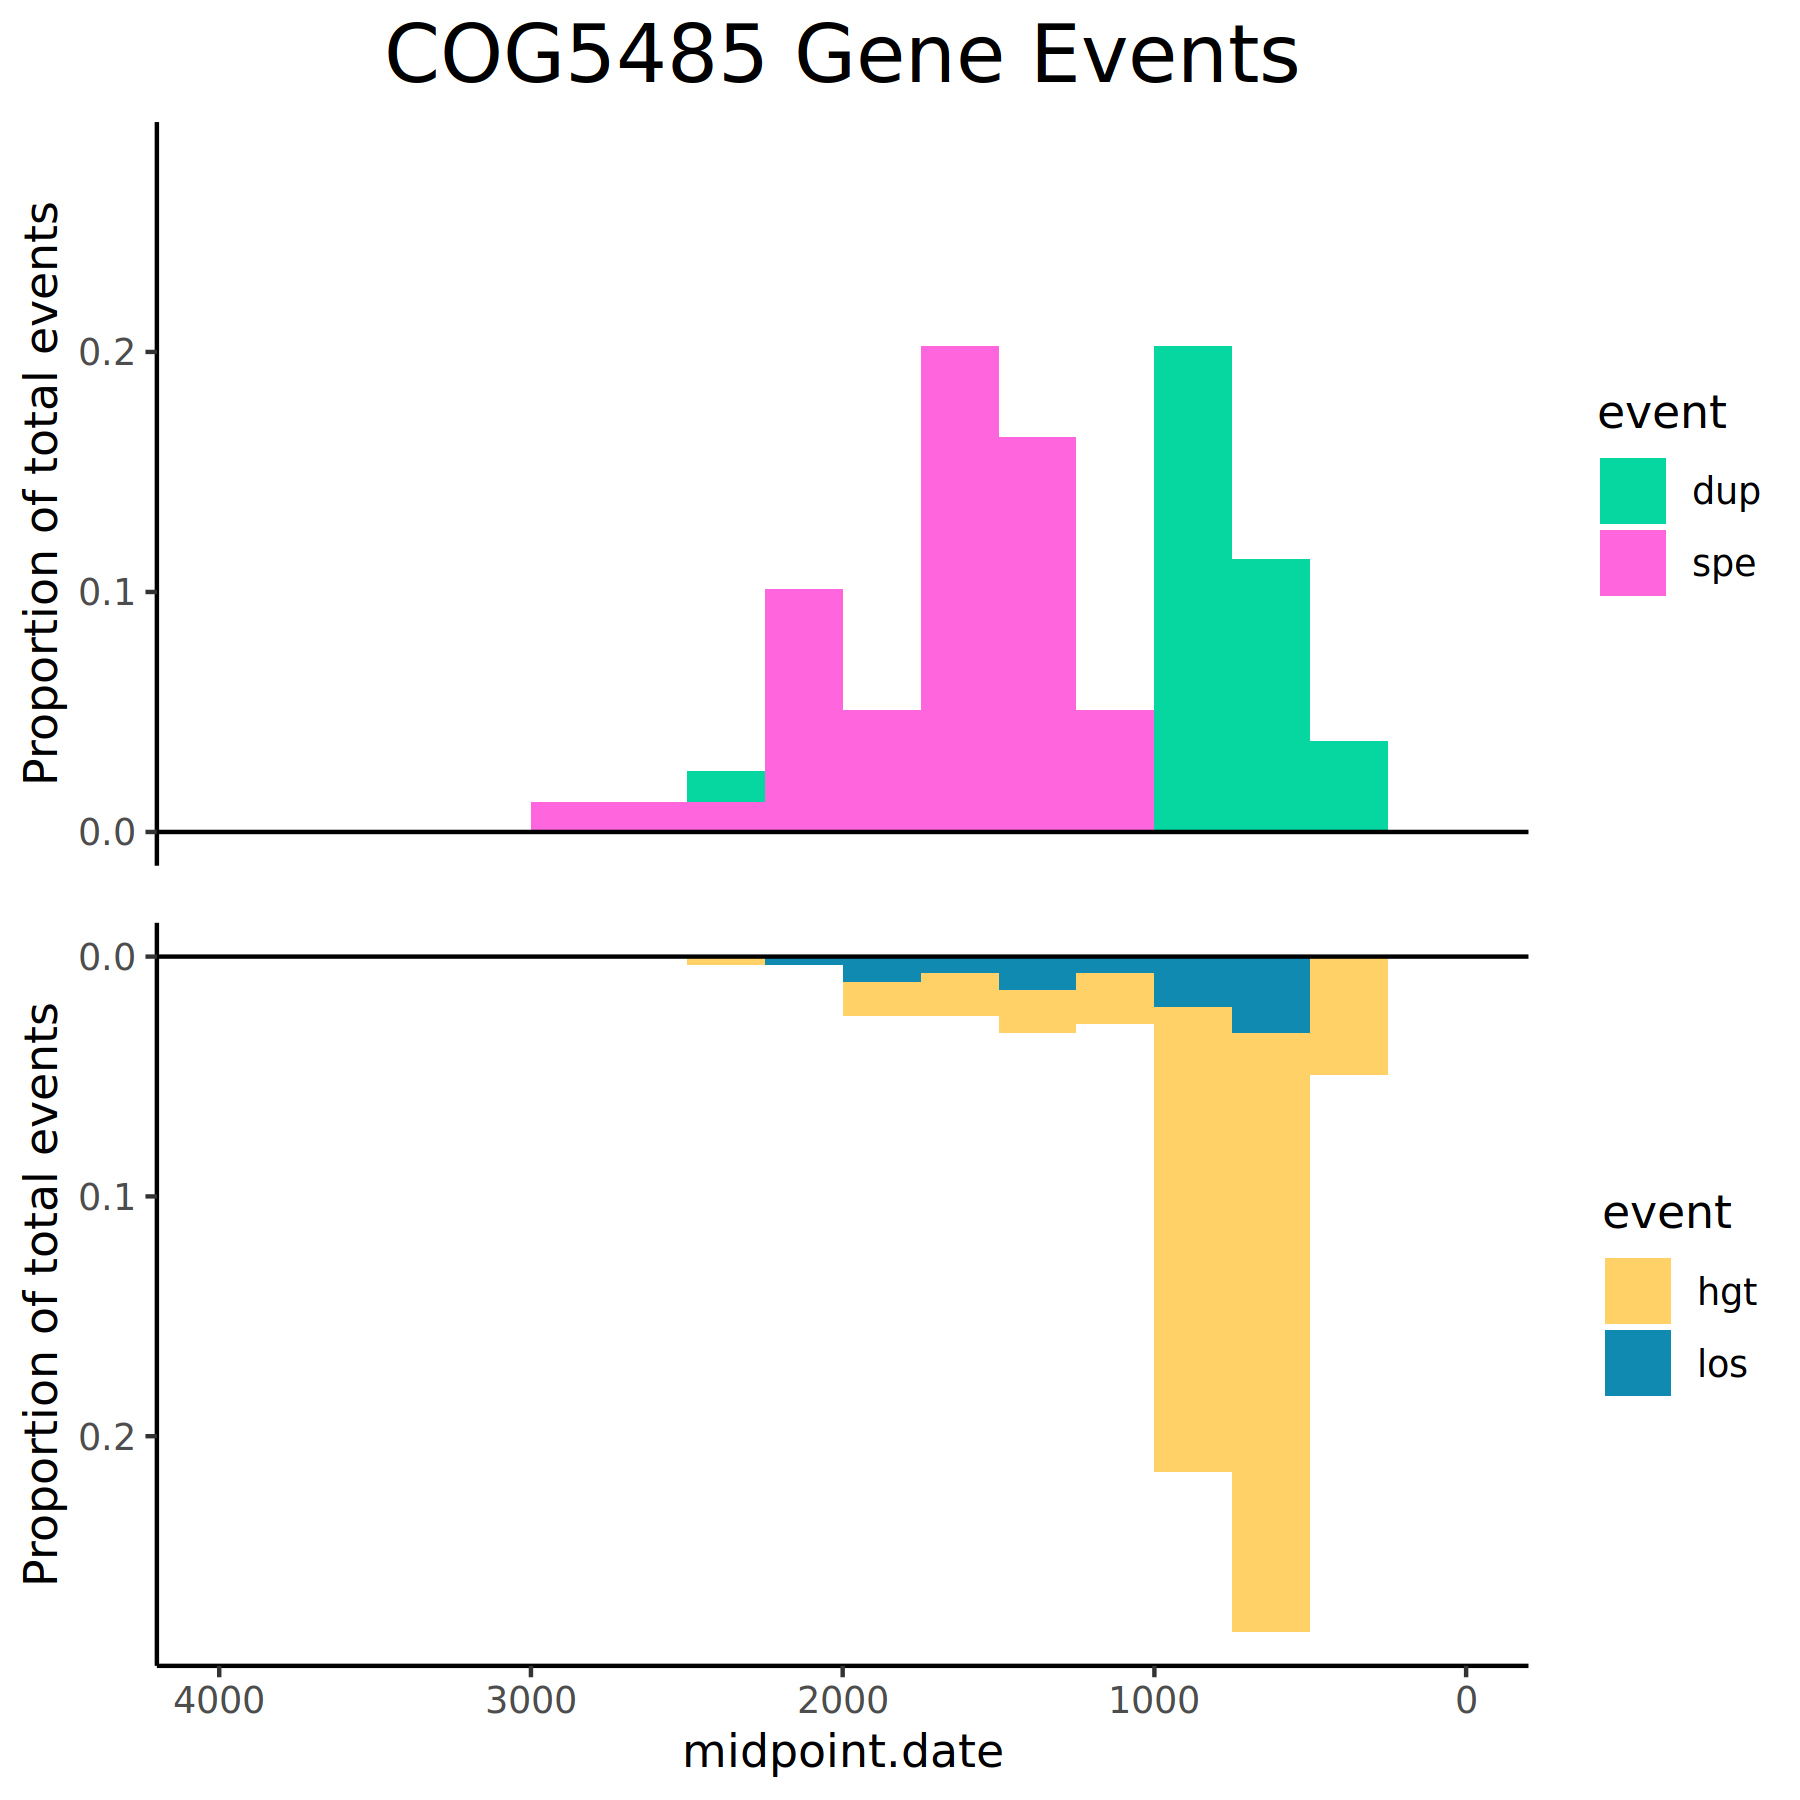 COG5485 Gene Events
Proportion of total events
0.2
0.1
0.0
event
dup
spe
Proportion of total events
0.0
0.1
0.2
event
hgt
los
4000 3000 2000 1000 0
midpoint.date